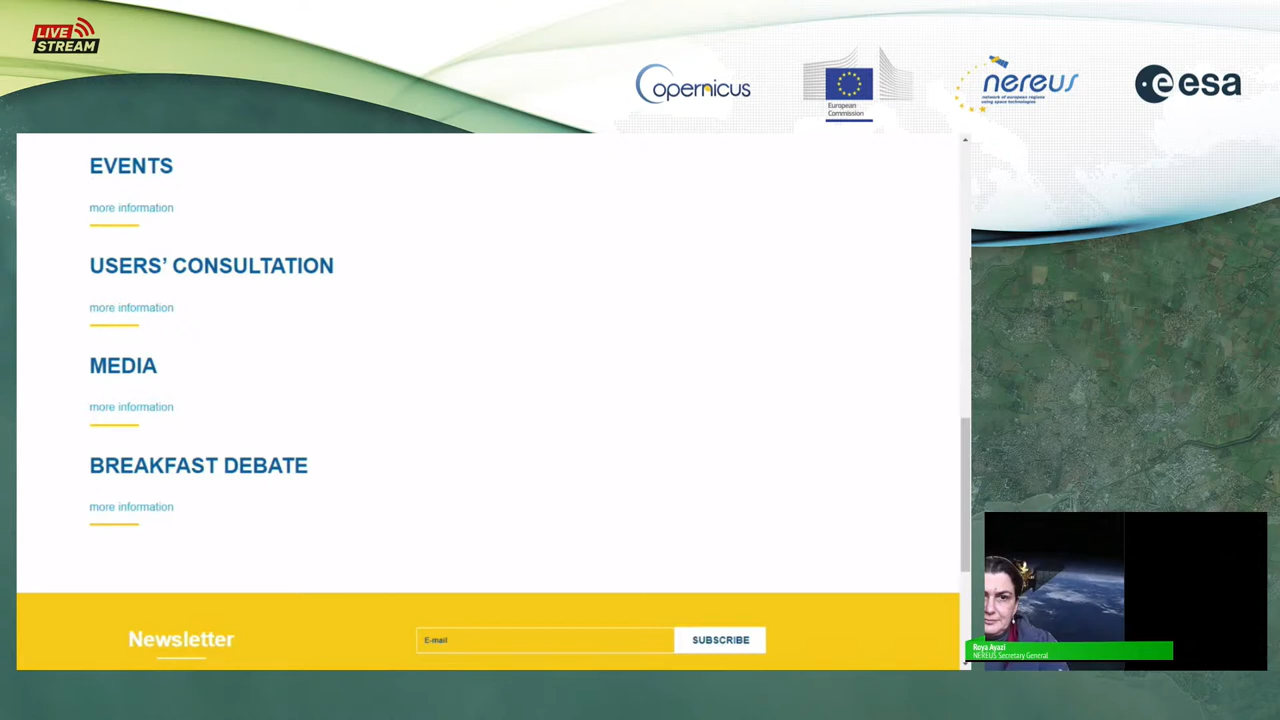 LIVE
STREAM
opernicus
European
Commission
nereus
network of european regions
using space technologies
esa
EVENTS
more information
USERS’ CONSULTATION
more information
MEDIA
more information
BREAKFAST DEBATE
more information
Newsletter
E-mail
SUBSCRIBE
Roya Ayazi
NEREUS Secretary General